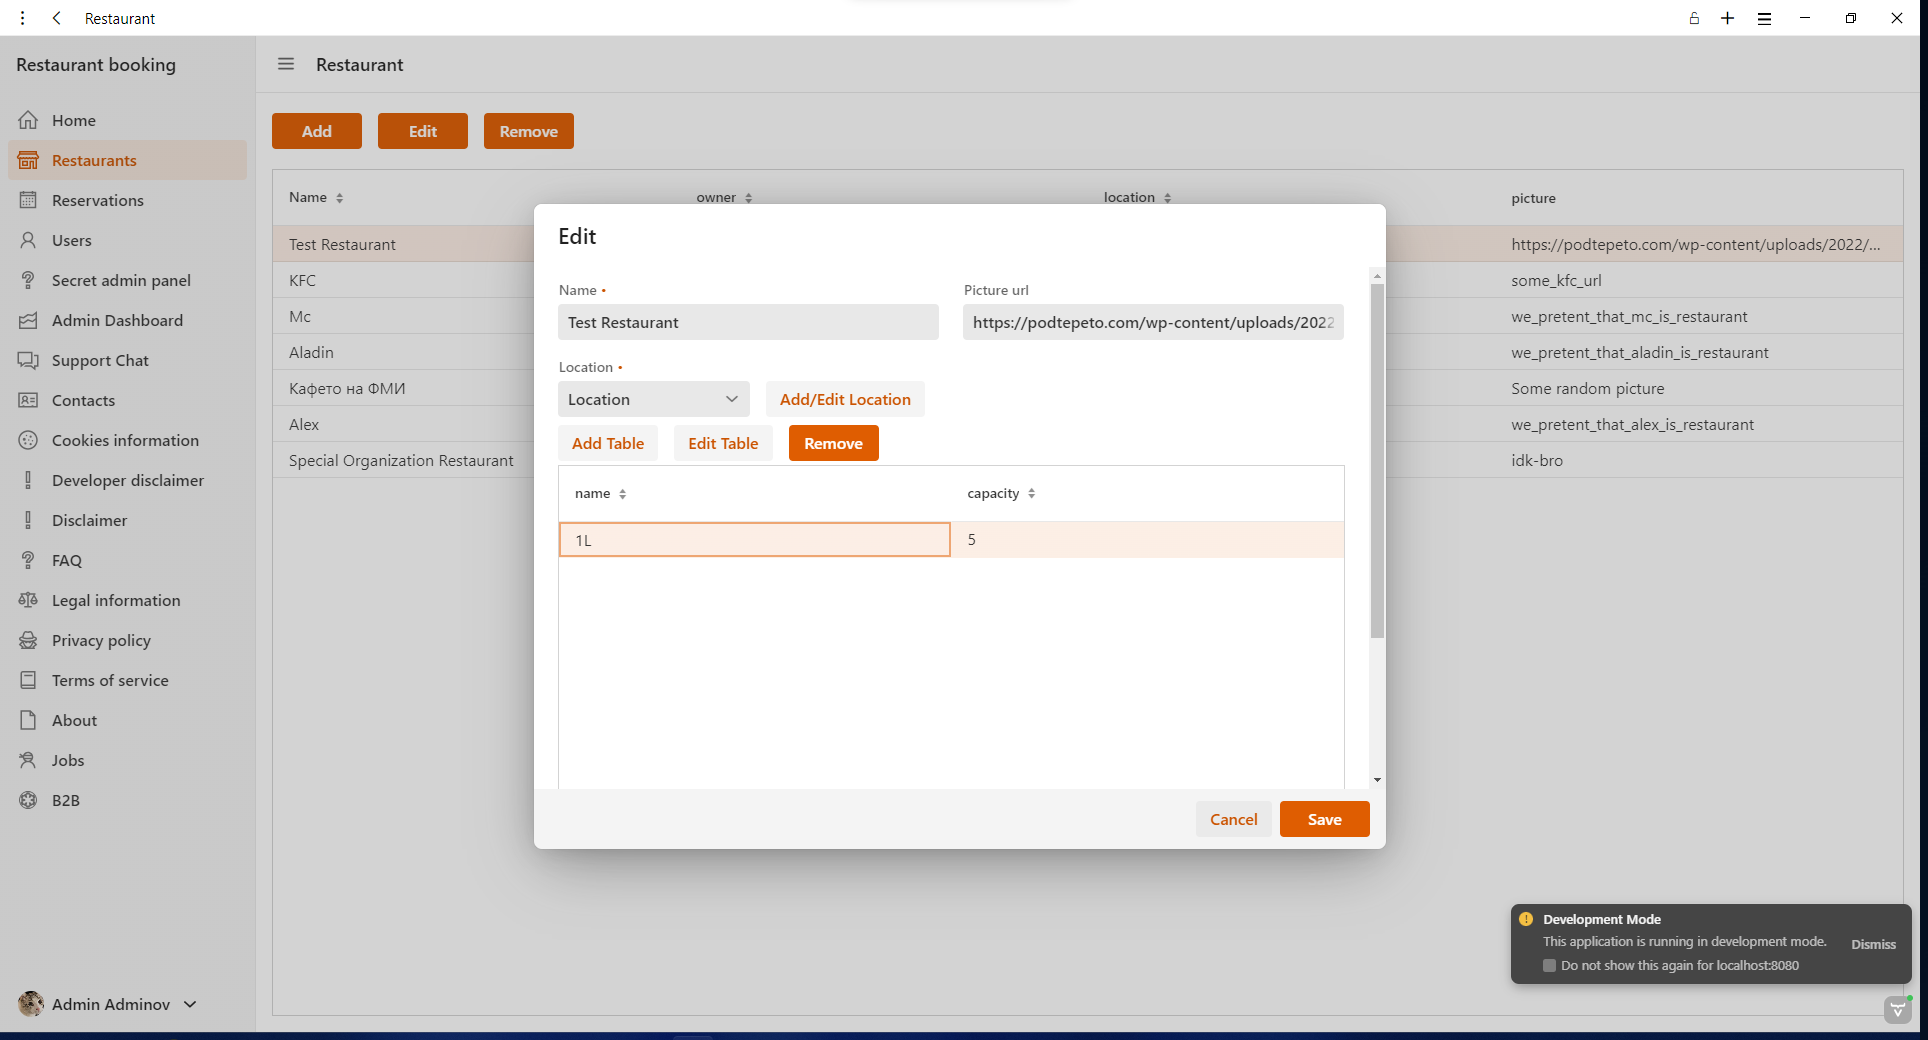 Restaurant
Restaurant booking
Restaurant
Home
Restaurants
Reservations
Users
Secret admin panel
Admin Dashboard
Support Chat
Contacts
Cookies information
Developer disclaimer
Disclaimer
FAQ
Legal information
Privacy policy
Terms of service
About
Jobs
B2B
Admin Adminov
Add Edit Remove
Name owner location picture
Test Restaurant https://podtepeto.com/wp-content/uploads/2022/...
KFC some_kfc_url
Mc we_pretent_that_mc_is_restaurant
Aladin we_pretent_that_aladin_is_restaurant
Кафето на ФМИ Some random picture
Alex we_pretent_that_alex_is_restaurant
Special Organization Restaurant idk-bro
Edit
Name • Picture url
Test Restaurant https://podtepeto.com/wp-content/uploads/2022
Location •
Location Add/Edit Location
Add Table Edit Table Remove
name capacity
1L 5
Cancel Save
Development Mode
This application is running in development mode.
Dismiss
Do not show this again for localhost:8080